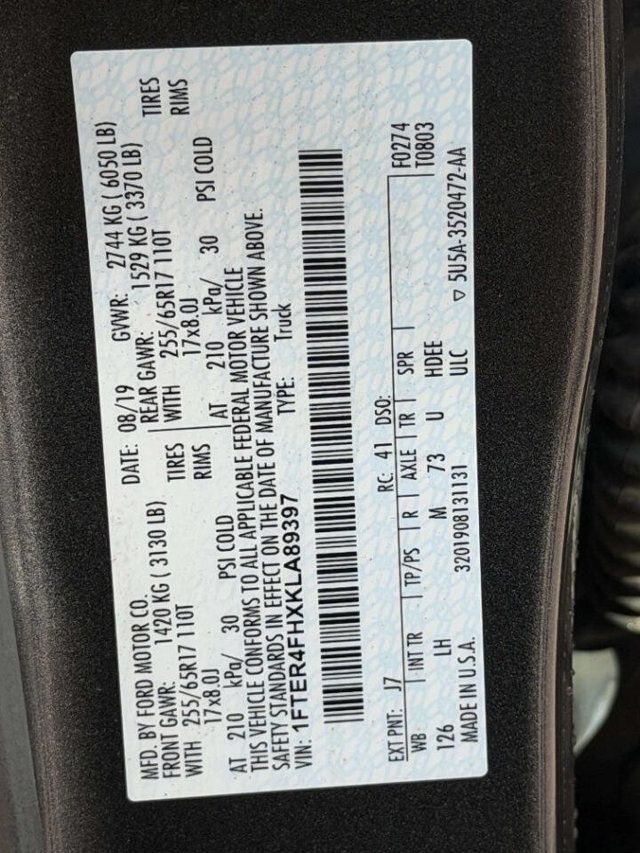 MFD. BY FORD MOTOR CO. DATE: 08/19 GVWR: 2744 KG ( 6050 LB)
FRONT GAWR: 1420 KG ( 3130 LB) REAR GAWR: 1529 KG ( 3370 LB)
WITH 255/65R17 110T TIRES WITH 255/65R17 110T TIRES
17x8.0J RIMS 17x8.0J RIMS
AT 210 kPa/ 30 PSI COLD AT 210 kPa/ 30 PSI COLD
THIS VEHICLE CONFORMS TO ALL APPLICABLE FEDERAL MOTOR VEHICLE
SAFETY STANDARDS IN EFFECT ON THE DATE OF MANUFACTURE SHOWN ABOVE.
VIN: 1FTER4FHXKLA89397 TYPE: Truck
EXT PNT: J7 RC: 41 DSO: F0274
WB INT TR TP/PS R AXLE TR SPR T0803
126 LH M 73 U HDEE
MADE IN U.S.A. 3201908131131 ULC ▽ 5U5A-3520472-AA